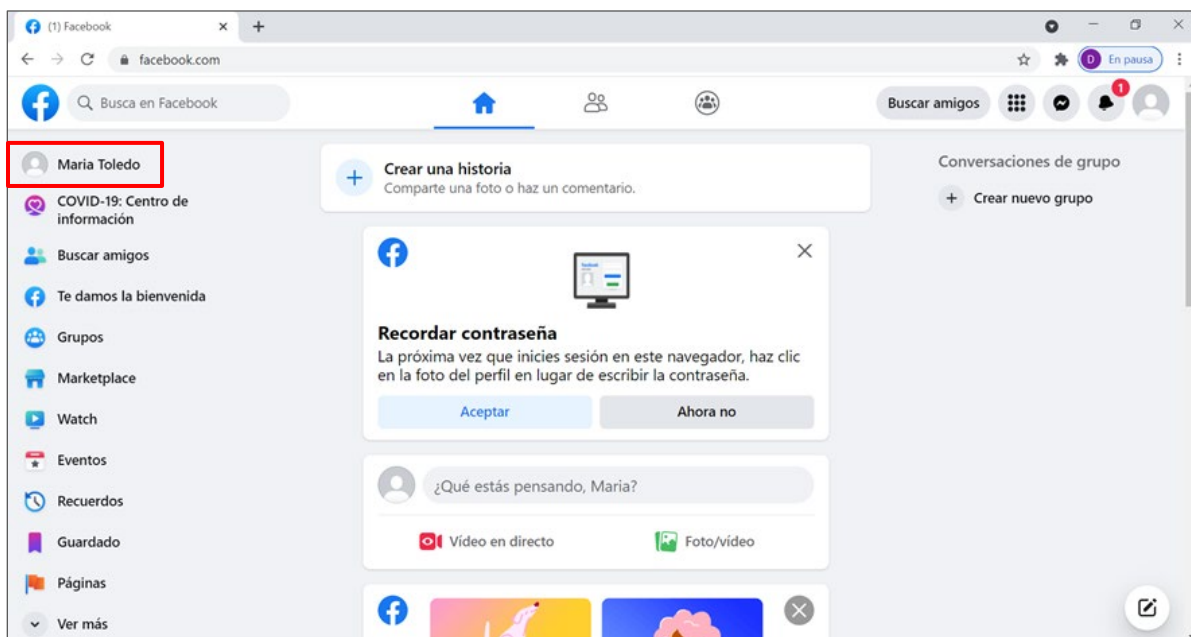 (1) Facebook
facebook.com
D
En pausa
Busca en Facebook
Buscar amigos
1
Maria Toledo
COVID-19: Centro de
información
Buscar amigos
Te damos la bienvenida
Grupos
Marketplace
Watch
Eventos
Recuerdos
Guardado
Páginas
Ver más
Crear una historia
Comparte una foto o haz un comentario.
Recordar contraseña
La próxima vez que inicies sesión en este navegador, haz clic
en la foto del perfil en lugar de escribir la contraseña.
Aceptar
Ahora no
¿Qué estás pensando, Maria?
Vídeo en directo
Foto/vídeo
Conversaciones de grupo
Crear nuevo grupo